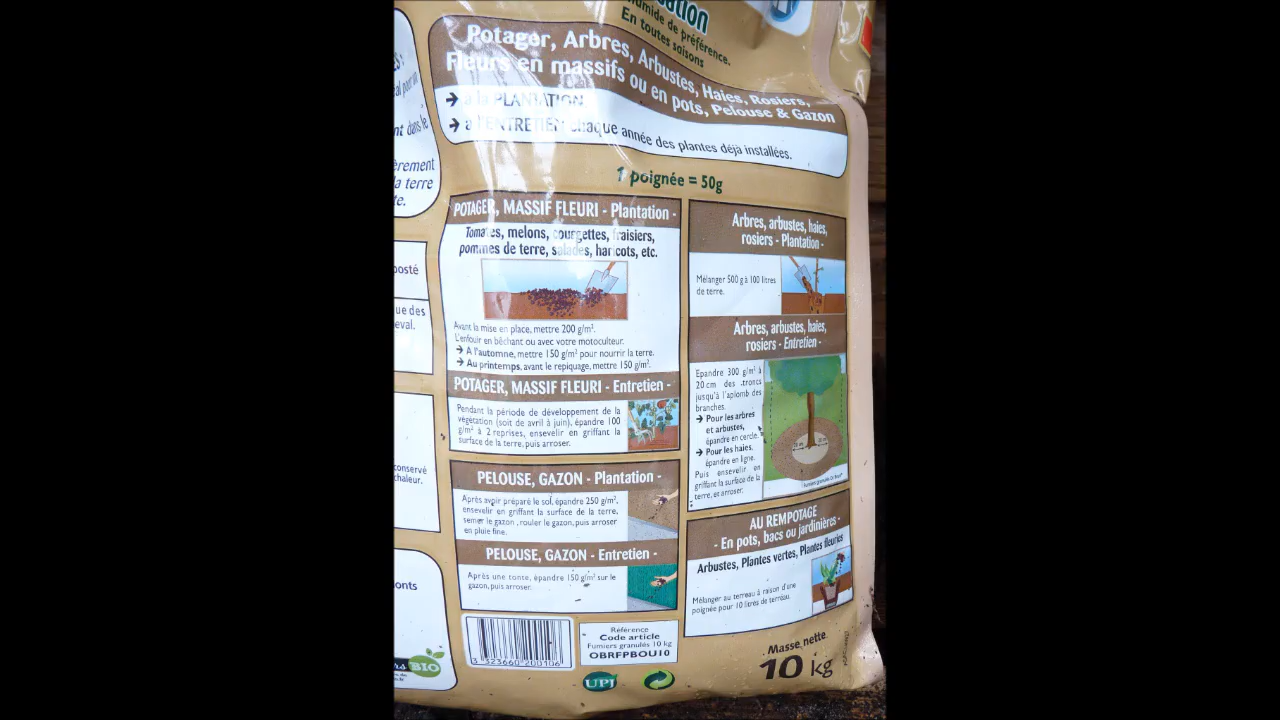 sation
humide de préférence.
En toutes saisons
Potager, Arbres, Arbustes, Haies, Rosiers,
Fleurs en massifs ou en pots, Pelouse & Gazon
→ à la PLANTATION
→ à l'ENTRETIEN chaque année des plantes déjà installées.
1 poignée = 50g
POTAGER, MASSIF FLEURI - Plantation -
Tomates, melons, courgettes, fraisiers,
pommes de terre, salades, haricots, etc.
Avant la mise en place, mettre 200 g/m².
L'enfouir en bêchant ou avec votre motoculteur.
→ A l'automne, mettre 150 g/m² pour nourrir la terre.
→ Au printemps, avant le repiquage, mettre 150 g/m².
POTAGER, MASSIF FLEURI - Entretien -
Pendant la période de développement de la
végétation (soit de avril à juin), épandre 100
g/m² à 2 reprises, ensevelir en griffant la
surface de la terre, puis arroser.
PELOUSE, GAZON - Plantation -
Après avoir préparé le sol, épandre 250 g/m²,
ensevelir en griffant la surface de la terre,
semer le gazon, rouler le gazon, puis arroser
en pluie fine.
PELOUSE, GAZON - Entretien -
Après une tonte, épandre 150 g/m² sur le
gazon, puis arroser.
Arbres, arbustes, haies,
rosiers - Plantation -
Mélanger 500 g à 100 litres
de terre.
Arbres, arbustes, haies,
rosiers - Entretien -
Epandre 300 g/m² à
20 cm des troncs
jusqu'à l'aplomb des
branches.
→ Pour les arbres
et arbustes,
épandre en cercle.
→ Pour les haies,
épandre en ligne.
Puis ensevelir en
griffant la surface de la
terre, et arroser.
AU REMPOTAGE
- En pots, bacs ou jardinières -
Arbustes, Plantes vertes, Plantes fleuries
Mélanger au terreau à raison d'une
poignée pour 10 litres de terreau.
3 323660 200106
Référence
Code article
Fumiers granulés 10 kg
OBRFPBOU10
UPJ
Masse nette
10 kg
nt dans le
èrement
la terre
te.
posté
ue des
eval.
conservé
chaleur.
onts
BIO